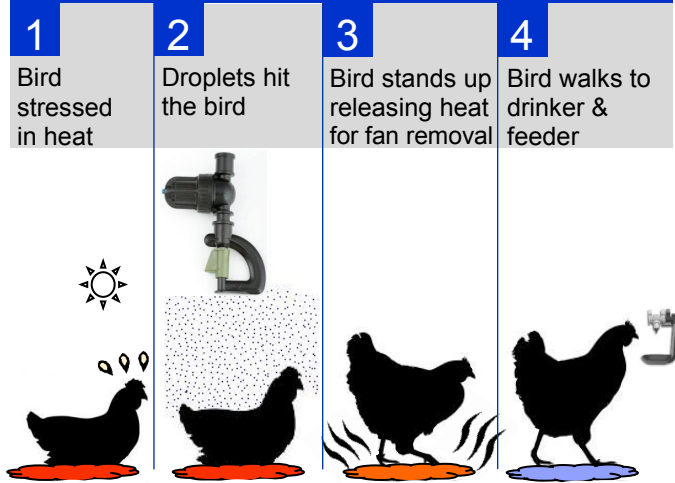 1
Bird
stressed
in heat
2
Droplets hit
the bird
3
Bird stands up
releasing heat
for fan removal
4
Bird walks to
drinker &
feeder